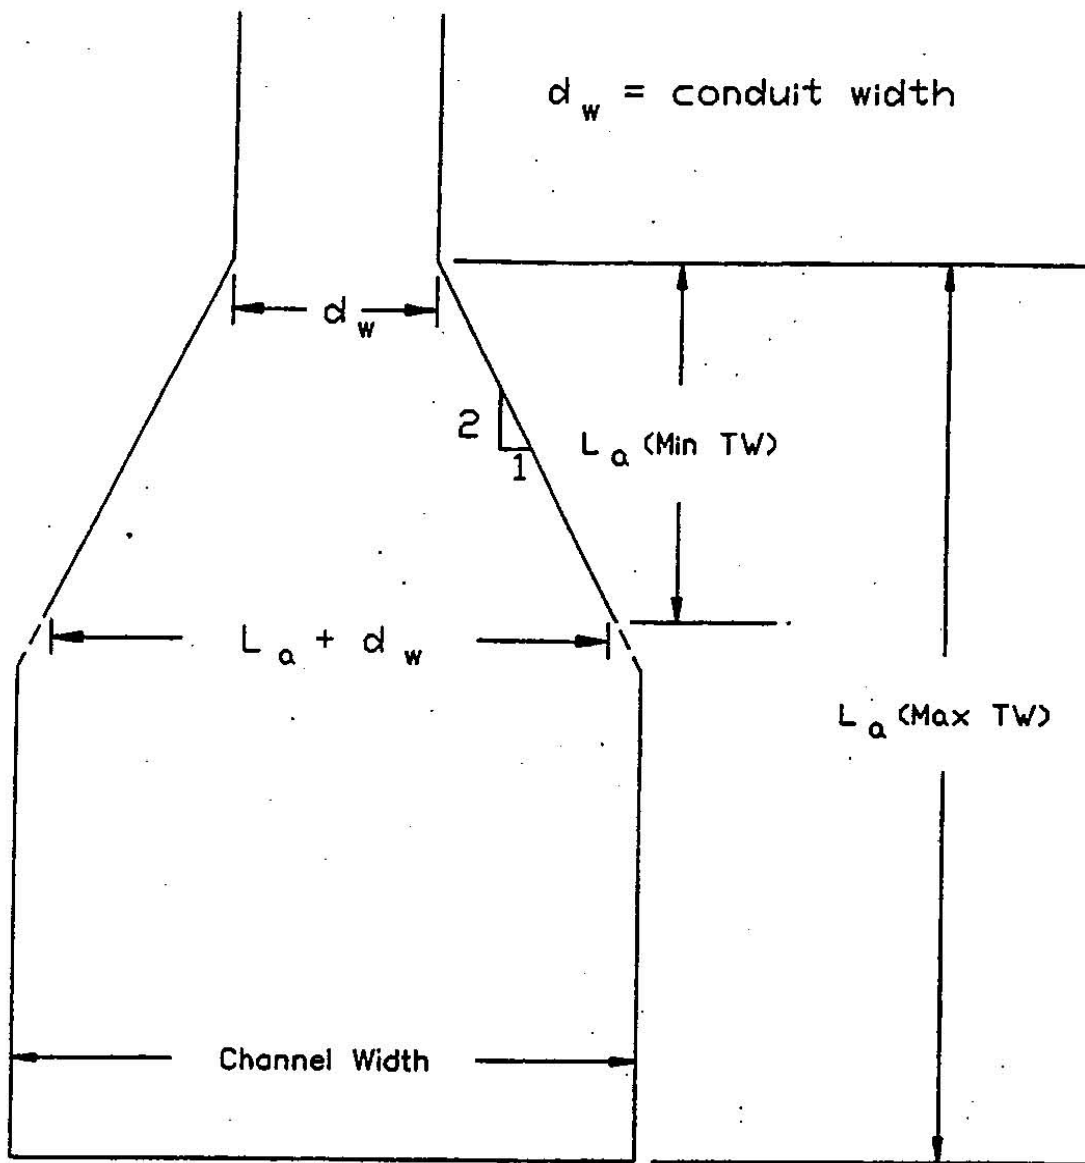 d w = conduit width
d w
2
1
L a (Min TW)
L a + d w
L a (Max TW)
Channel Width